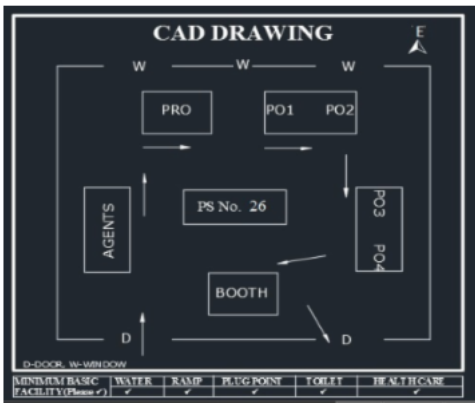 CAD DRAWING
E
W W W
PRO PO1 PO2
AGENTS PS No. 26 PO3 PO4
BOOTH
D D
D-DOOR, W-WINDOW
MINIMUM BASIC WATER RAMP PLUG POINT TOILET HEALTH CARE
FACILITY(Please ✓) ✓ ✓ ✓ ✓ ✓